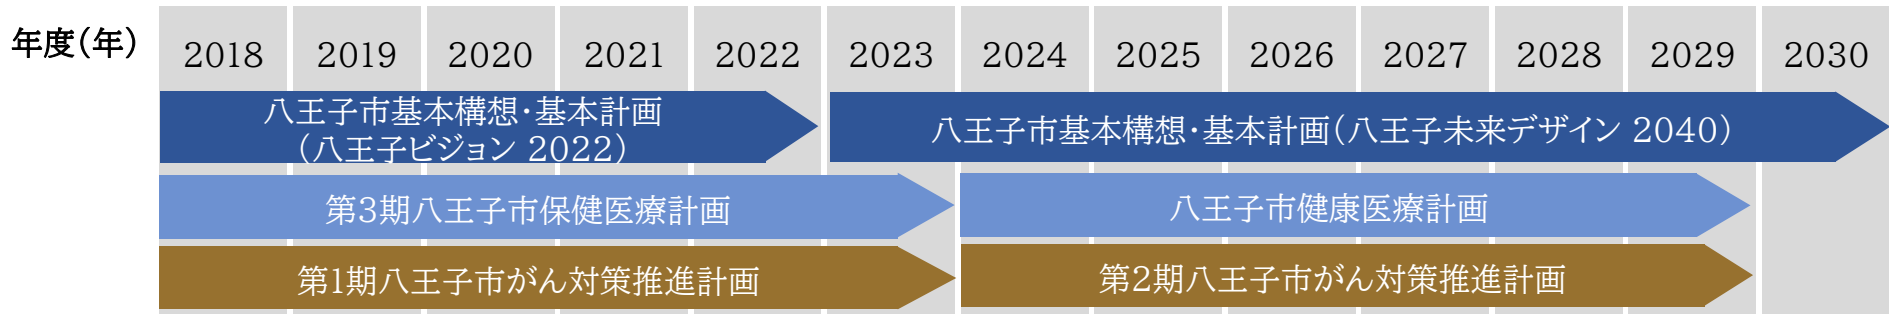 年度(年) 2018 2019 2020 2021 2022 2023 2024 2025 2026 2027 2028 2029 2030
八王子市基本構想・基本計画
(八王子ビジョン 2022)
八王子市基本構想・基本計画(八王子未来デザイン 2040)
第3期八王子市保健医療計画
八王子市健康医療計画
第1期八王子市がん対策推進計画
第2期八王子市がん対策推進計画